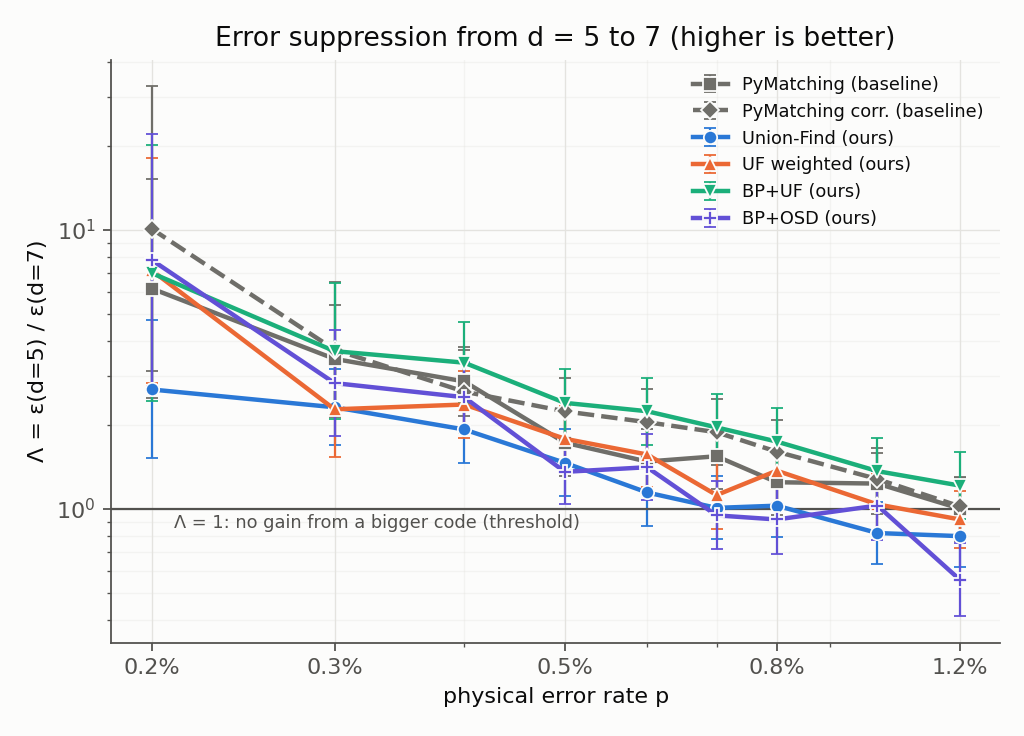 Error suppression from d = 5 to 7 (higher is better)
PyMatching (baseline)
PyMatching corr. (baseline)
Union-Find (ours)
UF weighted (ours)
BP+UF (ours)
BP+OSD (ours)
Λ = ε(d=5) / ε(d=7)
10¹
10⁰
Λ = 1: no gain from a bigger code (threshold)
0.2%
0.3%
0.5%
0.8%
1.2%
physical error rate p